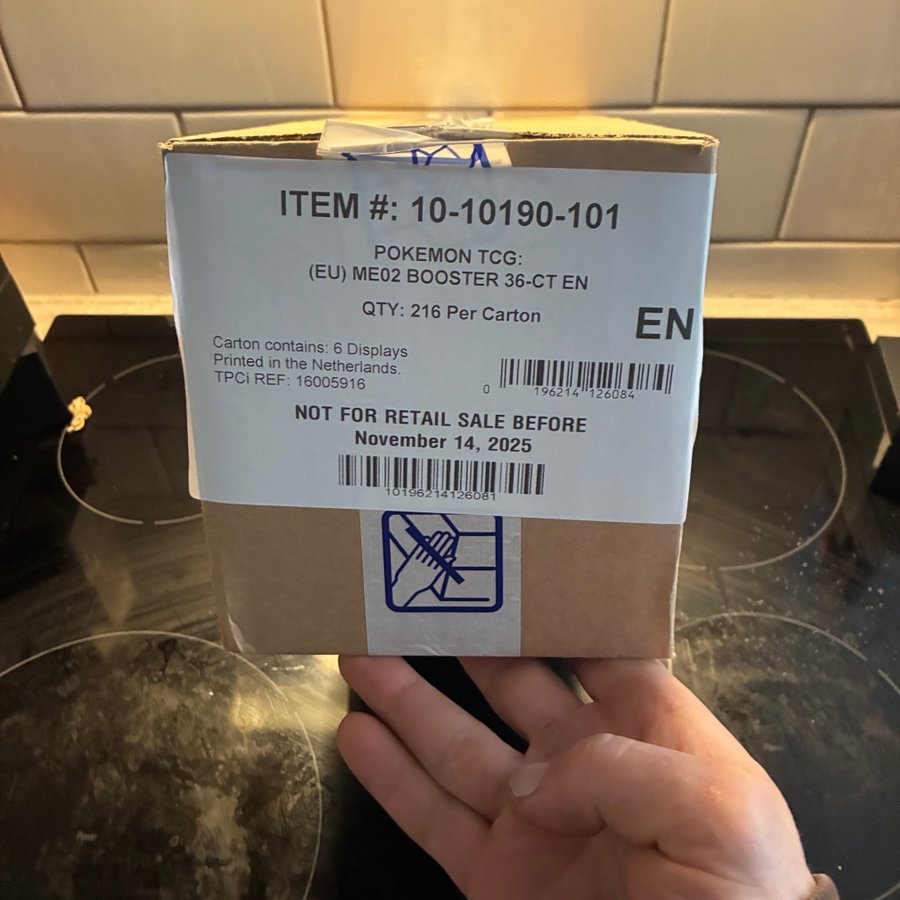 ITEM #: 10-10190-101
POKEMON TCG:
(EU) ME02 BOOSTER 36-CT EN
QTY: 216 Per Carton
EN
Carton contains: 6 Displays
Printed in the Netherlands.
TPCi REF: 16005916
0 196214 126084
NOT FOR RETAIL SALE BEFORE
November 14, 2025
10196214126081